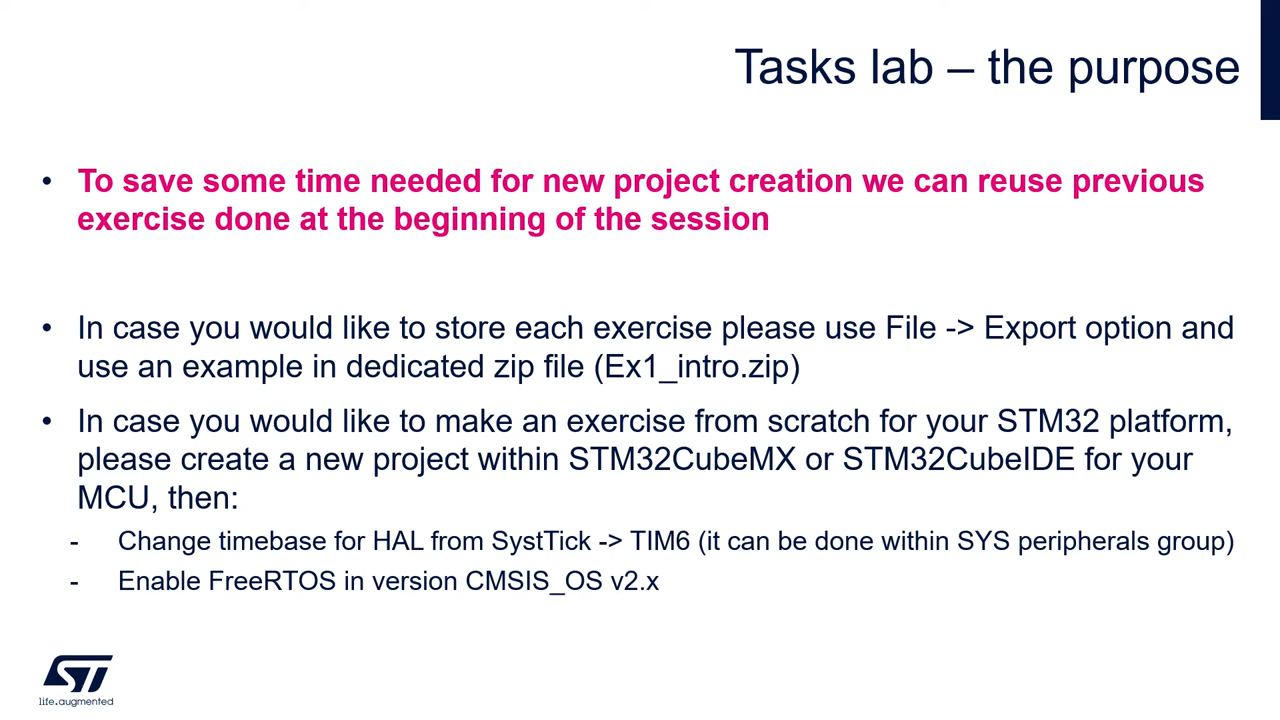 Tasks lab – the purpose
• To save some time needed for new project creation we can reuse previous
exercise done at the beginning of the session
• In case you would like to store each exercise please use File -> Export option and
use an example in dedicated zip file (Ex1_intro.zip)
• In case you would like to make an exercise from scratch for your STM32 platform,
please create a new project within STM32CubeMX or STM32CubeIDE for your
MCU, then:
- Change timebase for HAL from SystTick -> TIM6 (it can be done within SYS peripherals group)
- Enable FreeRTOS in version CMSIS_OS v2.x
ST
life.augmented